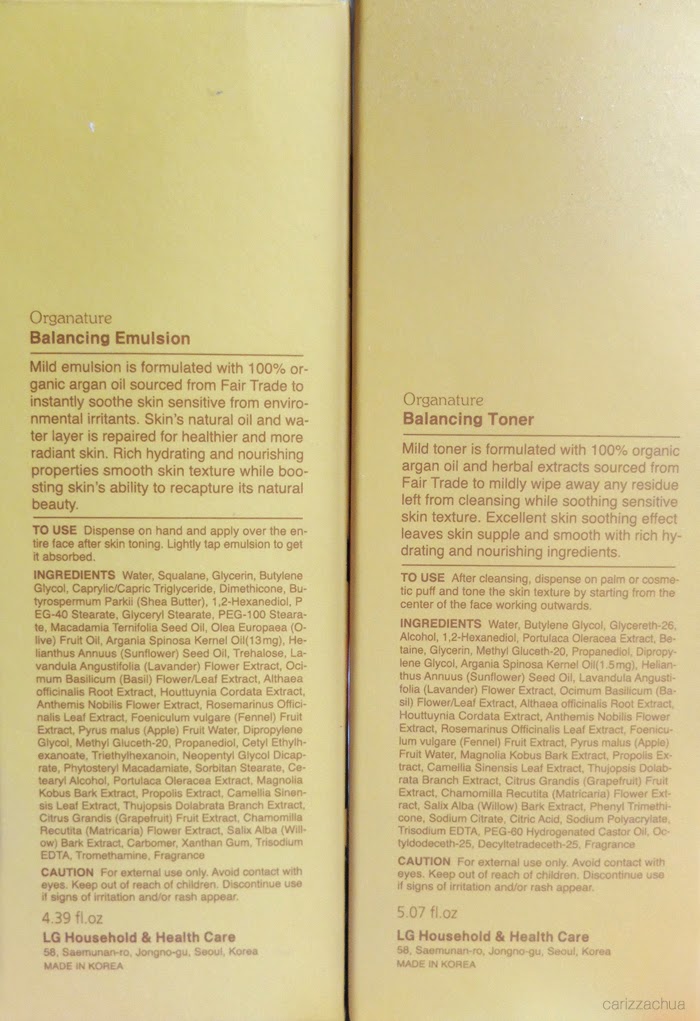 Organature
Balancing Emulsion
Mild emulsion is formulated with 100% or-
ganic argan oil sourced from Fair Trade to
instantly soothe skin sensitive from enviro-
nmental irritants. Skin's natural oil and wa-
ter layer is repaired for healthier and more
radiant skin. Rich hydrating and nourishing
properties smooth skin texture while boo-
sting skin's ability to recapture its natural
beauty.
TO USE Dispense on hand and apply over the en-
tire face after skin toning. Lightly tap emulsion to get
it absorbed.
INGREDIENTS Water, Squalane, Glycerin, Butylene
Glycol, Caprylic/Capric Triglyceride, Dimethicone, Bu-
tyrospermum Parkii (Shea Butter), 1,2-Hexanediol, P
EG-40 Stearate, Glyceryl Stearate, PEG-100 Steara-
te, Macadamia Ternifolia Seed Oil, Olea Europaea (O-
live) Fruit Oil, Argania Spinosa Kernel Oil(13mg), He-
lianthus Annuus (Sunflower) Seed Oil, Trehalose, La-
vandula Angustifolia (Lavander) Flower Extract, Oci-
mum Basilicum (Basil) Flower/Leaf Extract, Althaea
officinalis Root Extract, Houttuynia Cordata Extract,
Anthemis Nobilis Flower Extract, Rosemarinus Offici-
nalis Leaf Extract, Foeniculum vulgare (Fennel) Fruit
Extract, Pyrus malus (Apple) Fruit Water, Dipropylene
Glycol, Methyl Gluceth-20, Propanediol, Cetyl Ethylh-
exanoate, Triethylhexanoin, Neopentyl Glycol Dicap-
rate, Phytosteryl Macadamiate, Sorbitan Stearate, Ce-
tearyl Alcohol, Portulaca Oleracea Extract, Magnolia
Kobus Bark Extract, Propolis Extract, Camellia Sinen-
sis Leaf Extract, Thujopsis Dolabrata Branch Extract,
Citrus Grandis (Grapefruit) Fruit Extract, Chamomilla
Recutita (Matricaria) Flower Extract, Salix Alba (Will-
ow) Bark Extract, Carbomer, Xanthan Gum, Trisodium
EDTA, Tromethamine, Fragrance
CAUTION For external use only. Avoid contact with
eyes. Keep out of reach of children. Discontinue use
if signs of irritation and/or rash appear.
4.39 fl.oz
LG Household & Health Care
58, Saemunan-ro, Jongno-gu, Seoul, Korea
MADE IN KOREA
Organature
Balancing Toner
Mild toner is formulated with 100% organic
argan oil and herbal extracts sourced from
Fair Trade to mildly wipe away any residue
left from cleansing while soothing sensitive
skin texture. Excellent skin soothing effect
leaves skin supple and smooth with rich hy-
drating and nourishing ingredients.
TO USE After cleansing, dispense on palm or cosme-
tic puff and tone the skin texture by starting from the
center of the face working outwards.
INGREDIENTS Water, Butylene Glycol, Glycereth-26,
Alcohol, 1,2-Hexanediol, Portulaca Oleracea Extract, Be-
taine, Glycerin, Methyl Gluceth-20, Propanediol, Dipropy-
lene Glycol, Argania Spinosa Kernel Oil(1.5mg), Helian-
thus Annuus (Sunflower) Seed Oil, Lavandula Angusti-
folia (Lavander) Flower Extract, Ocimum Basilicum (Ba-
sil) Flower/Leaf Extract, Althaea officinalis Root Extract,
Houttuynia Cordata Extract, Anthemis Nobilis Flower
Extract, Rosemarinus Officinalis Leaf Extract, Foenicu-
lum vulgare (Fennel) Fruit Extract, Pyrus malus (Apple)
Fruit Water, Magnolia Kobus Bark Extract, Propolis Ex-
tract, Camellia Sinensis Leaf Extract, Thujopsis Dolab-
rata Branch Extract, Citrus Grandis (Grapefruit) Fruit
Extract, Chamomilla Recutita (Matricaria) Flower Ext-
ract, Salix Alba (Willow) Bark Extract, Phenyl Trimethi-
cone, Sodium Citrate, Citric Acid, Sodium Polyacrylate,
Trisodium EDTA, PEG-60 Hydrogenated Castor Oil, Oc-
tyldodeceth-25, Decyltetradeceth-25, Fragrance
CAUTION For external use only. Avoid contact with
eyes. Keep out of reach of children. Discontinue use
if signs of irritation and/or rash appear.
5.07 fl.oz
LG Household & Health Care
58, Saemunan-ro, Jongno-gu, Seoul, Korea
MADE IN KOREA
carizzachua